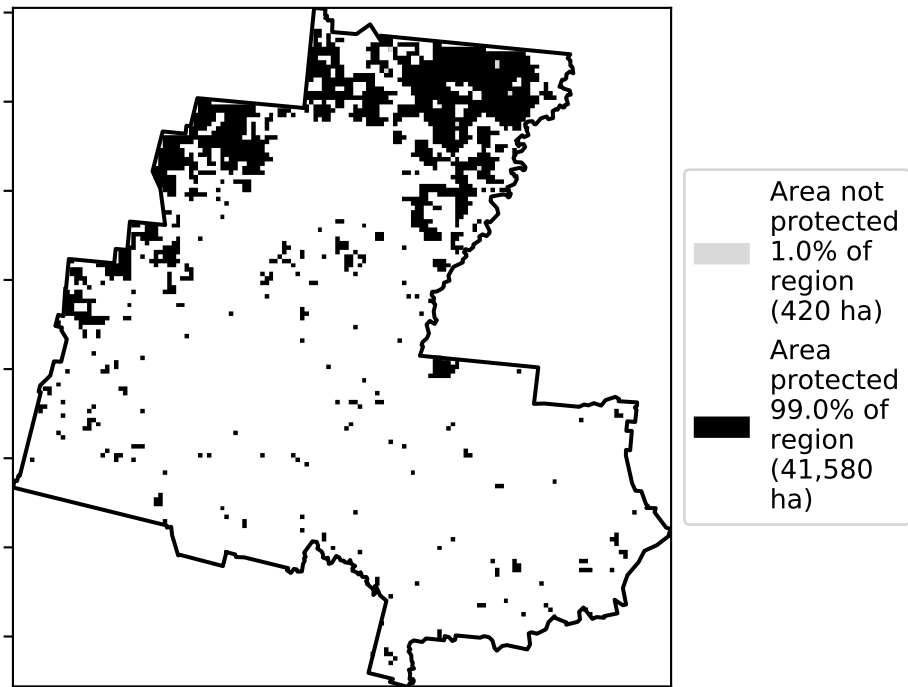 Area not
protected
1.0% of
region
(420 ha)
Area
protected
99.0% of
region
(41,580
ha)